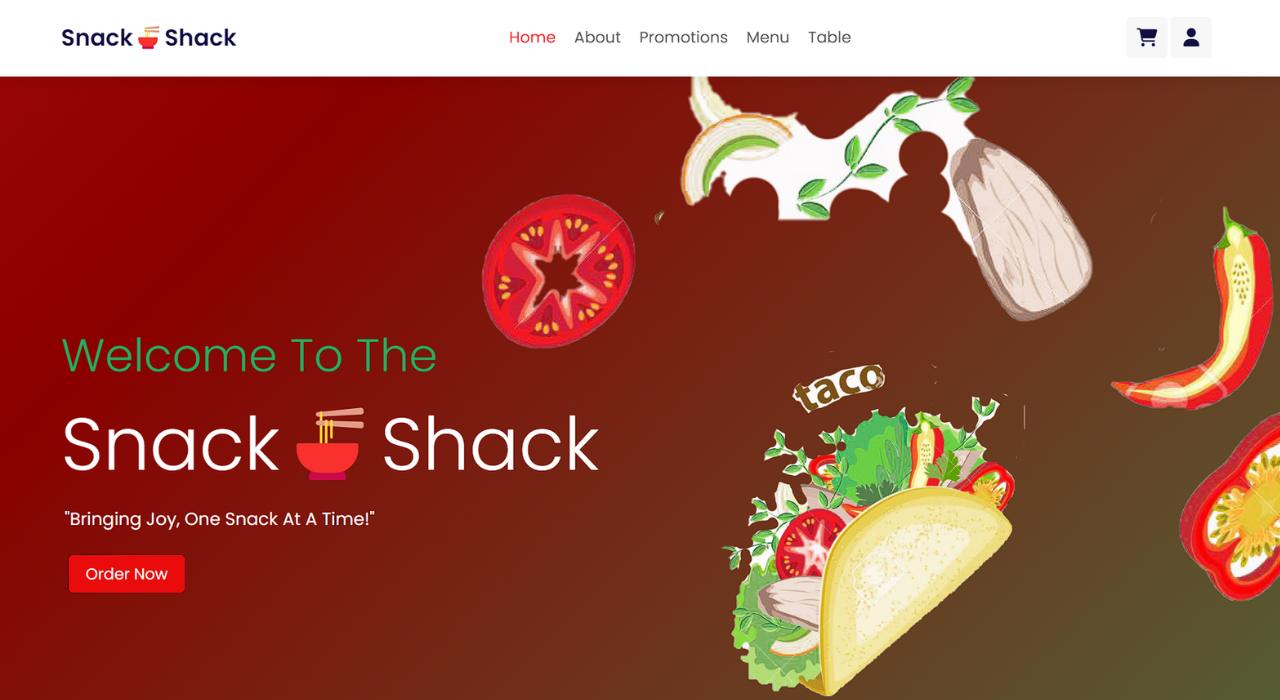 Snack Shack
Home About Promotions Menu Table
Welcome To The
Snack Shack
"Bringing Joy, One Snack At A Time!"
Order Now
taco